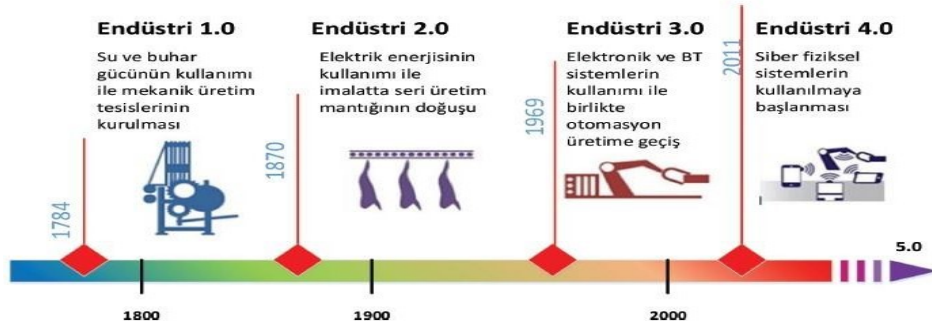 Endüstri 1.0
Su ve buhar
gücünün kullanımı
ile mekanik üretim
tesislerinin
kurulması
1784
Endüstri 2.0
Elektrik enerjisinin
kullanımı ile
imalatta seri üretim
mantığının doğuşu
1870
Endüstri 3.0
Elektronik ve BT
sistemlerin
kullanımı ile
birlikte
otomasyon
üretime geçiş
1969
Endüstri 4.0
Siber fiziksel
sistemlerin
kullanılmaya
başlanması
2011
5.0
1800
1900
2000